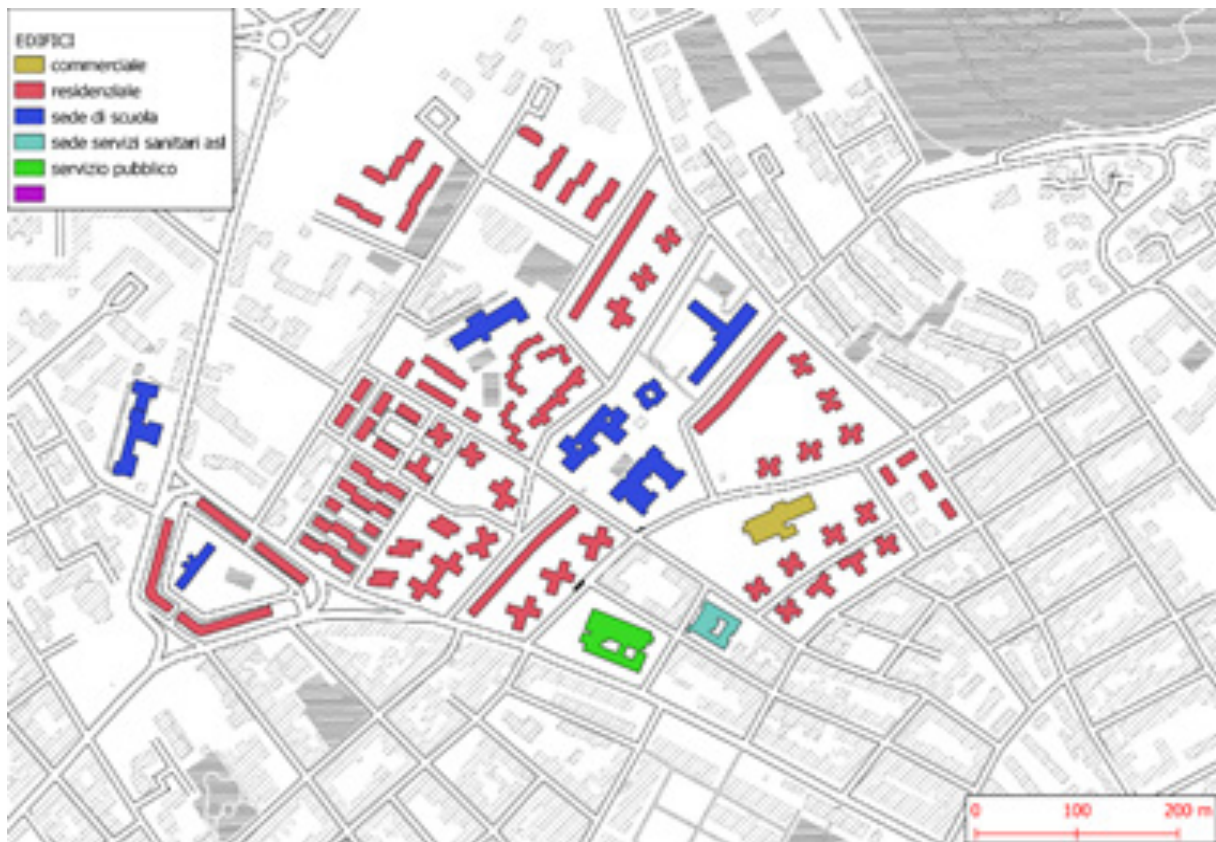 EDIFICI
commerciale
residenziale
sede di scuola
sede servizi sanitari asl
servizio pubblico
0 100 200 m